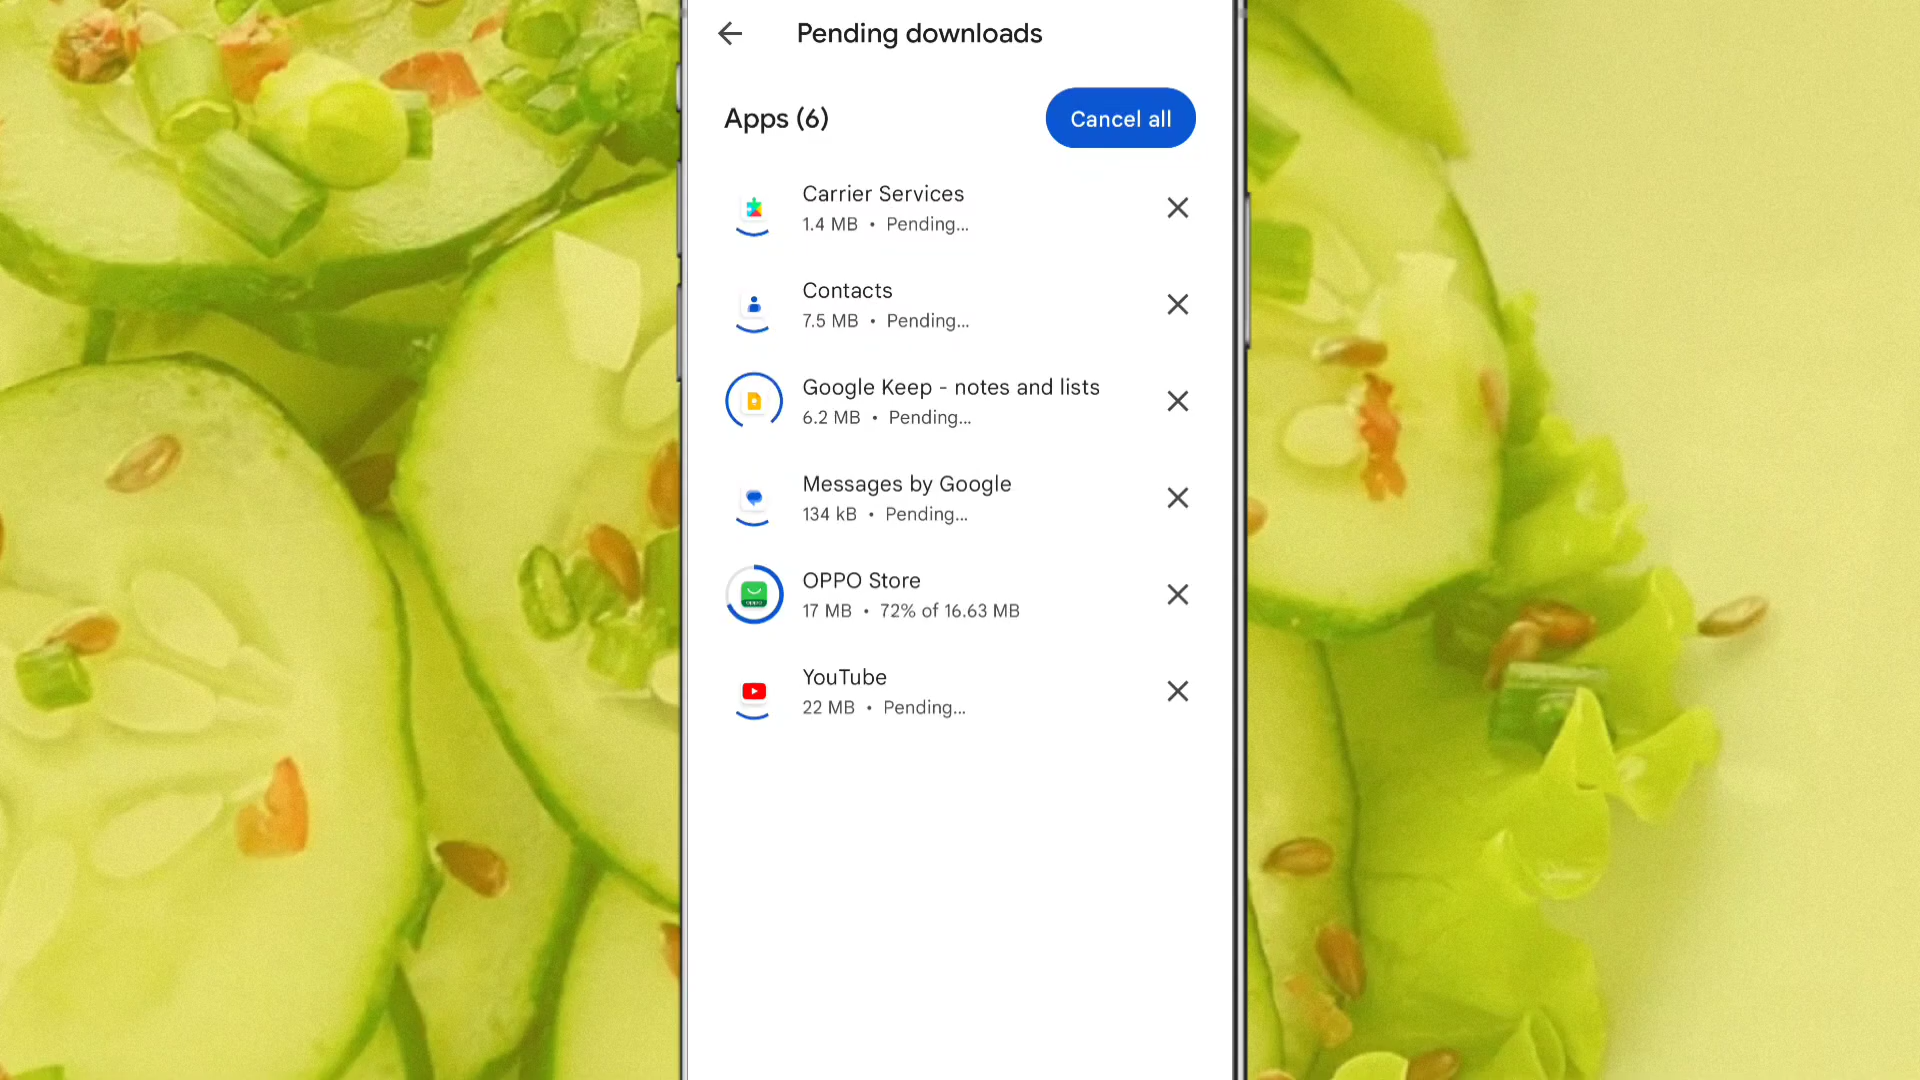 Pending downloads
Apps (6)
Cancel all
Carrier Services
1.4 MB • Pending...
Contacts
7.5 MB • Pending...
Google Keep - notes and lists
6.2 MB • Pending...
Messages by Google
134 kB • Pending...
OPPO Store
17 MB • 72% of 16.63 MB
YouTube
22 MB • Pending...